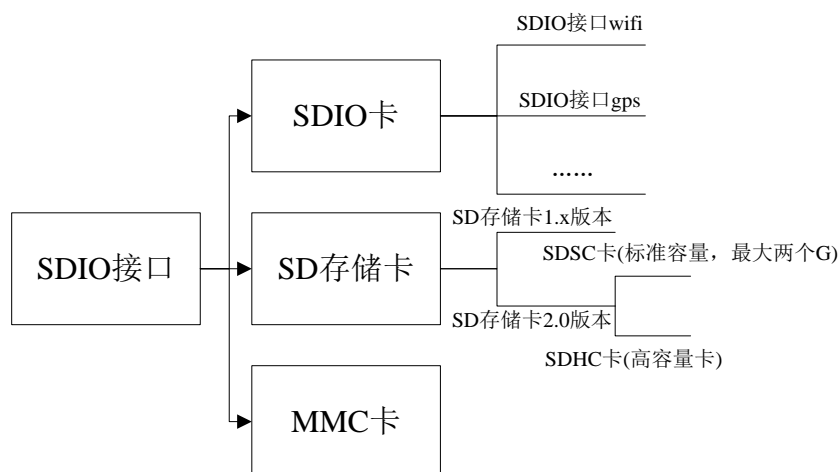 SDIO接口wifi
SDIO卡
SDIO接口gps
……
SDIO接口
SD存储卡
SD存储卡1.x版本
SDSC卡(标准容量，最大两个G)
SD存储卡2.0版本
SDHC卡(高容量卡)
MMC卡